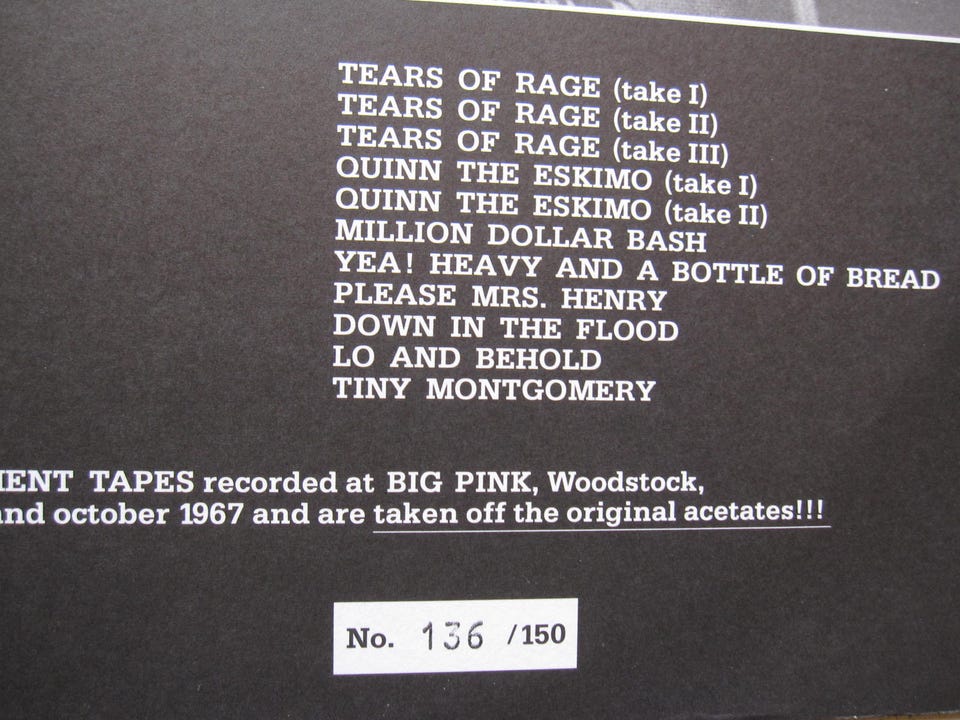 TEARS OF RAGE (take I)
TEARS OF RAGE (take II)
TEARS OF RAGE (take III)
QUINN THE ESKIMO (take I)
QUINN THE ESKIMO (take II)
MILLION DOLLAR BASH
YEA! HEAVY AND A BOTTLE OF BREAD
PLEASE MRS. HENRY
DOWN IN THE FLOOD
LO AND BEHOLD
TINY MONTGOMERY
TAPES recorded at BIG PINK, Woodstock,
october 1967 and are taken off the original acetates!!!
No. 136 /150